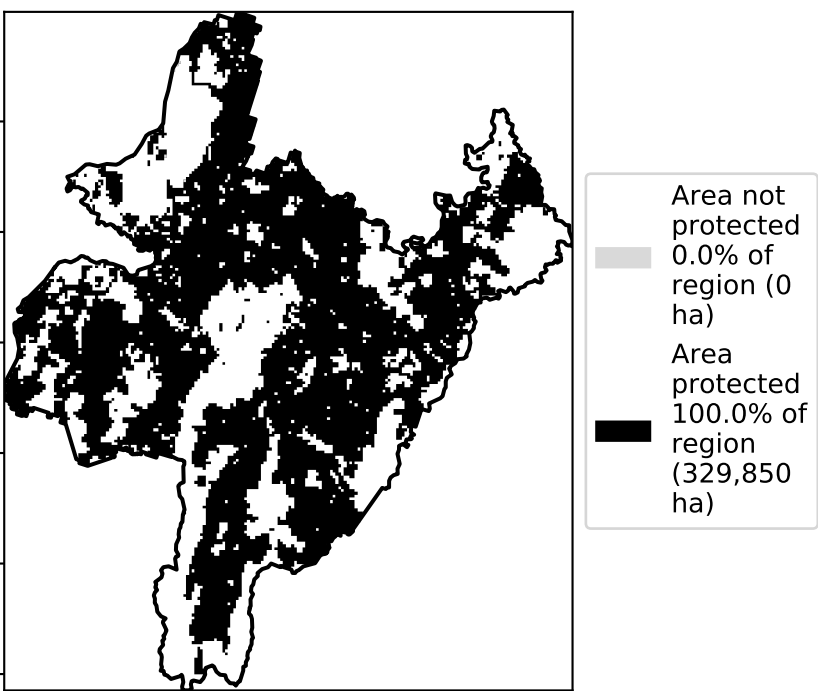 Area not
protected
0.0% of
region (0
ha)
Area
protected
100.0% of
region
(329,850
ha)